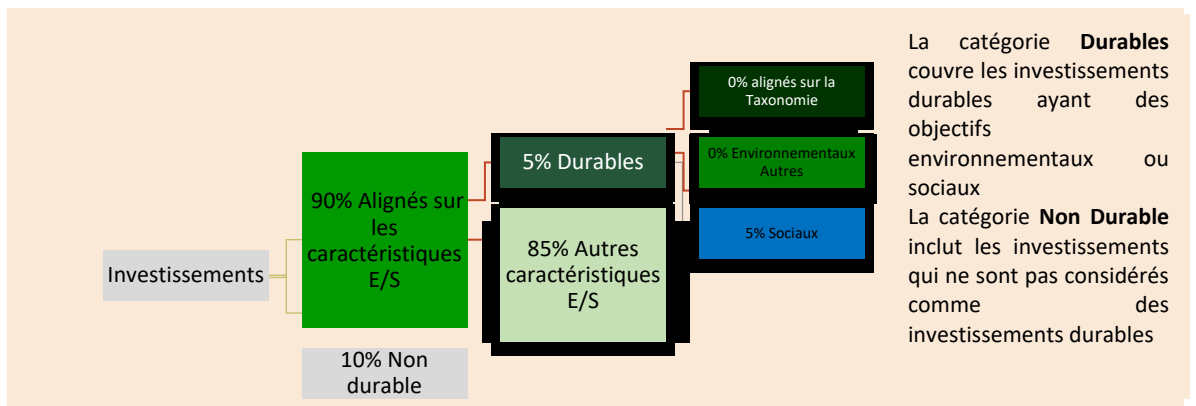 Investissements
90% Alignés sur
les
caractéristiques
E/S
10% Non
durable
5% Durables
85% Autres
caractéristiques
E/S
0% alignés sur la
Taxonomie
0% Environnementaux
Autres
5% Sociaux
La catégorie Durables
couvre les investissements
durables ayant des
objectifs
environnementaux ou
sociaux
La catégorie Non Durable
inclut les investissements
qui ne sont pas considérés
comme des
investissements durables